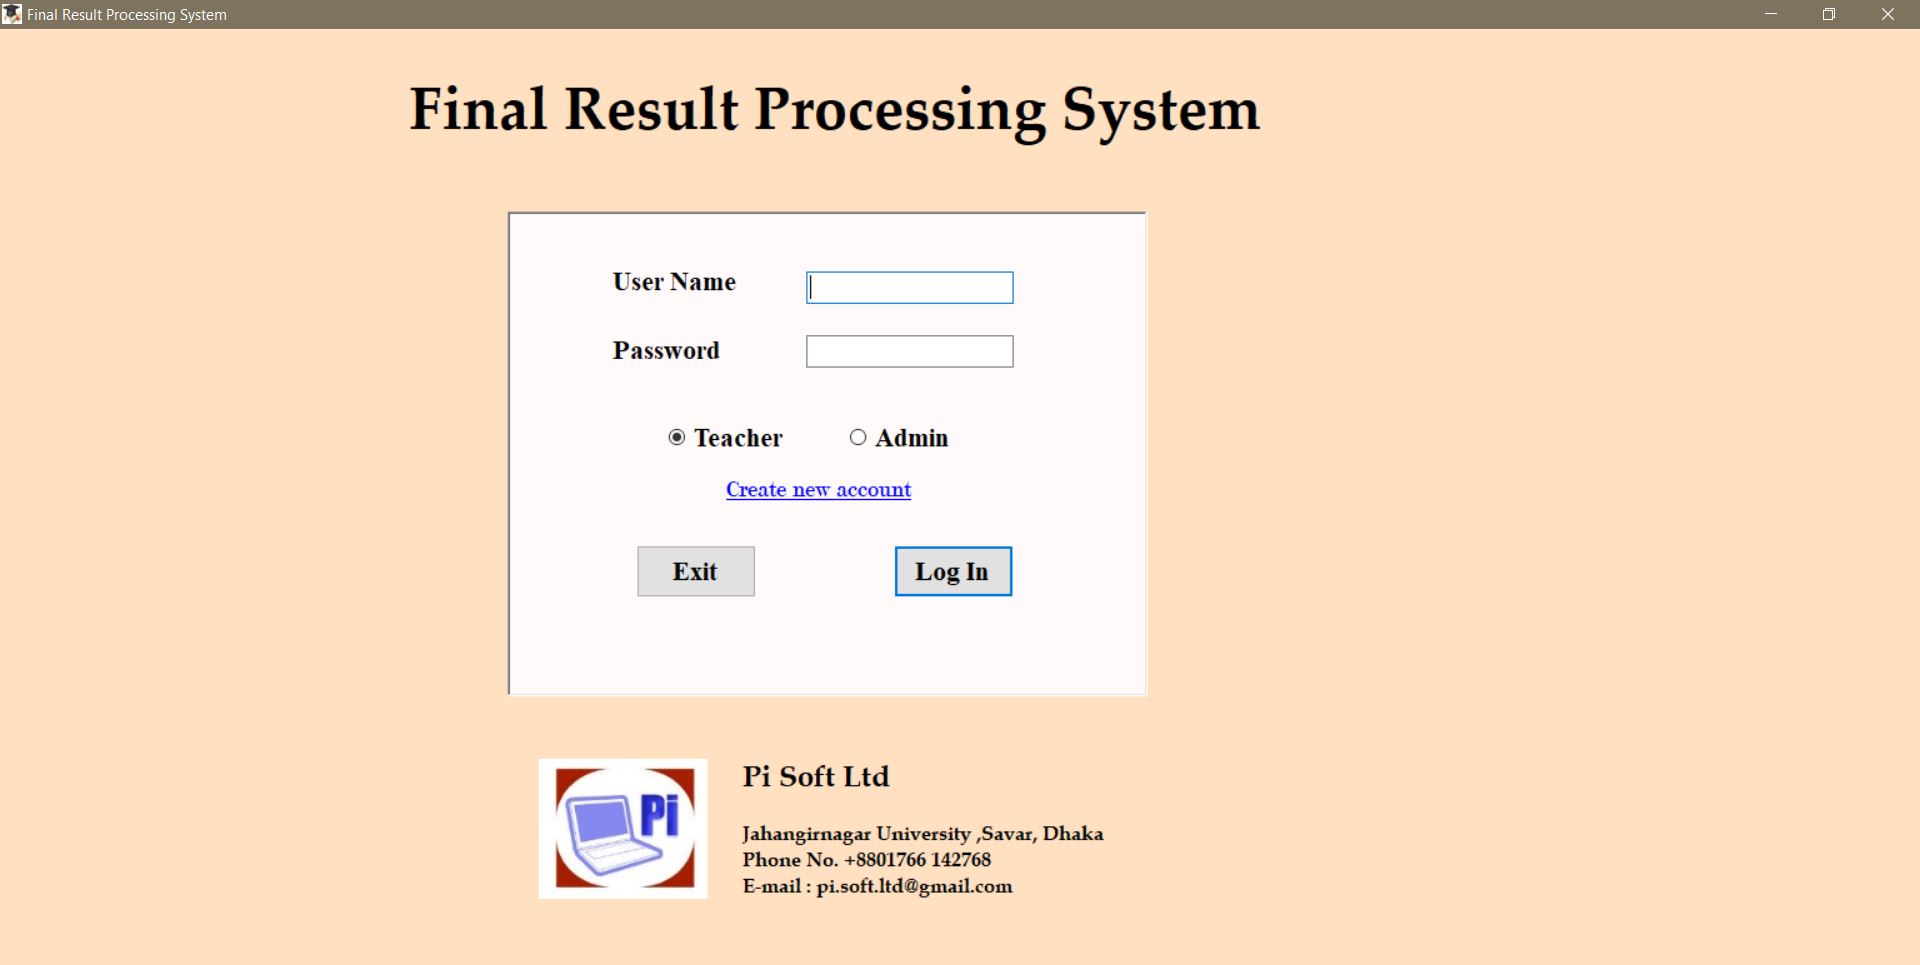 Final Result Processing System
Final Result Processing System
User Name
Password
Teacher Admin
Create new account
Exit Log In
Pi
Pi Soft Ltd
Jahangirnagar University ,Savar, Dhaka
Phone No. +8801766 142768
E-mail : pi.soft.ltd@gmail.com